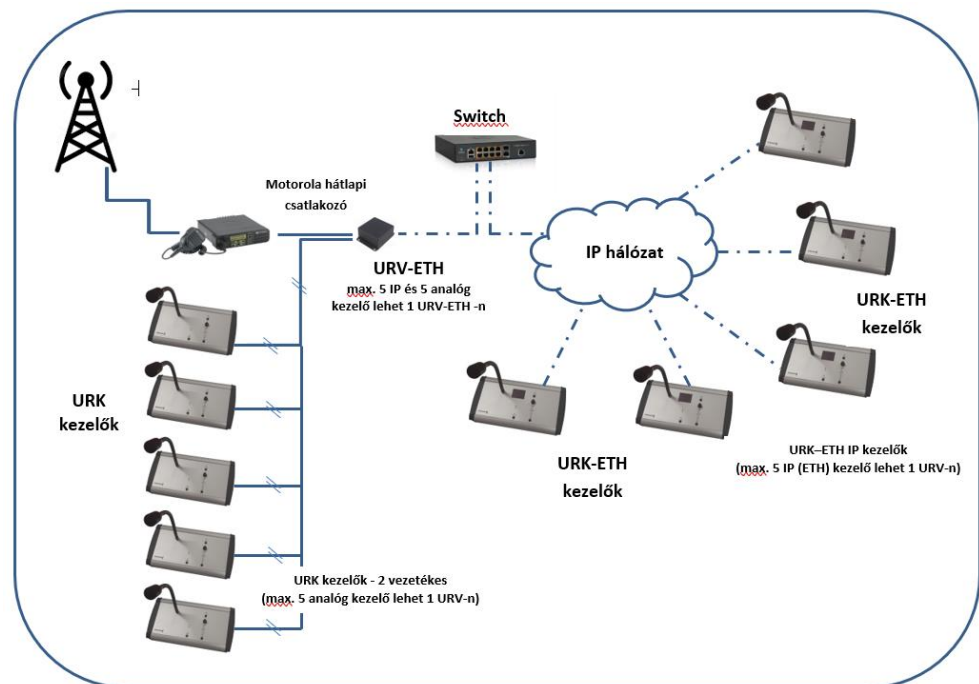 Switch
Motorola hátlapi
csatlakozó
URV-ETH
max. 5 IP és 5 analóg
kezelő lehet 1 URV-ETH -n
IP hálózat
URK-ETH
kezelők
URK
kezelők
URK-ETH
kezelők
URK–ETH IP kezelők
(max. 5 IP (ETH) kezelő lehet 1 URV-n)
URK kezelők - 2 vezetékes
(max. 5 analóg kezelő lehet 1 URV-n)